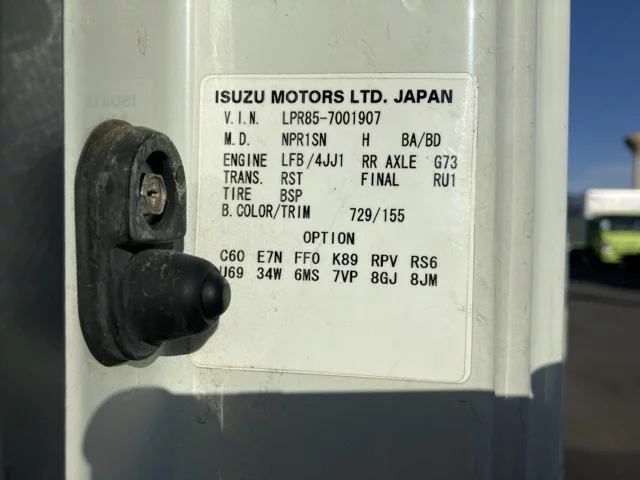 ISUZU MOTORS LTD. JAPAN
V.I.N. LPR85-7001907
M.D. NPR1SN H BA/BD
ENGINE LFB/4JJ1 RR AXLE G73
TRANS. RST FINAL RU1
TIRE BSP
B.COLOR/TRIM 729/155
OPTION
C60 E7N FF0 K89 RPV RS6
U69 34W 6MS 7VP 8GJ 8JM